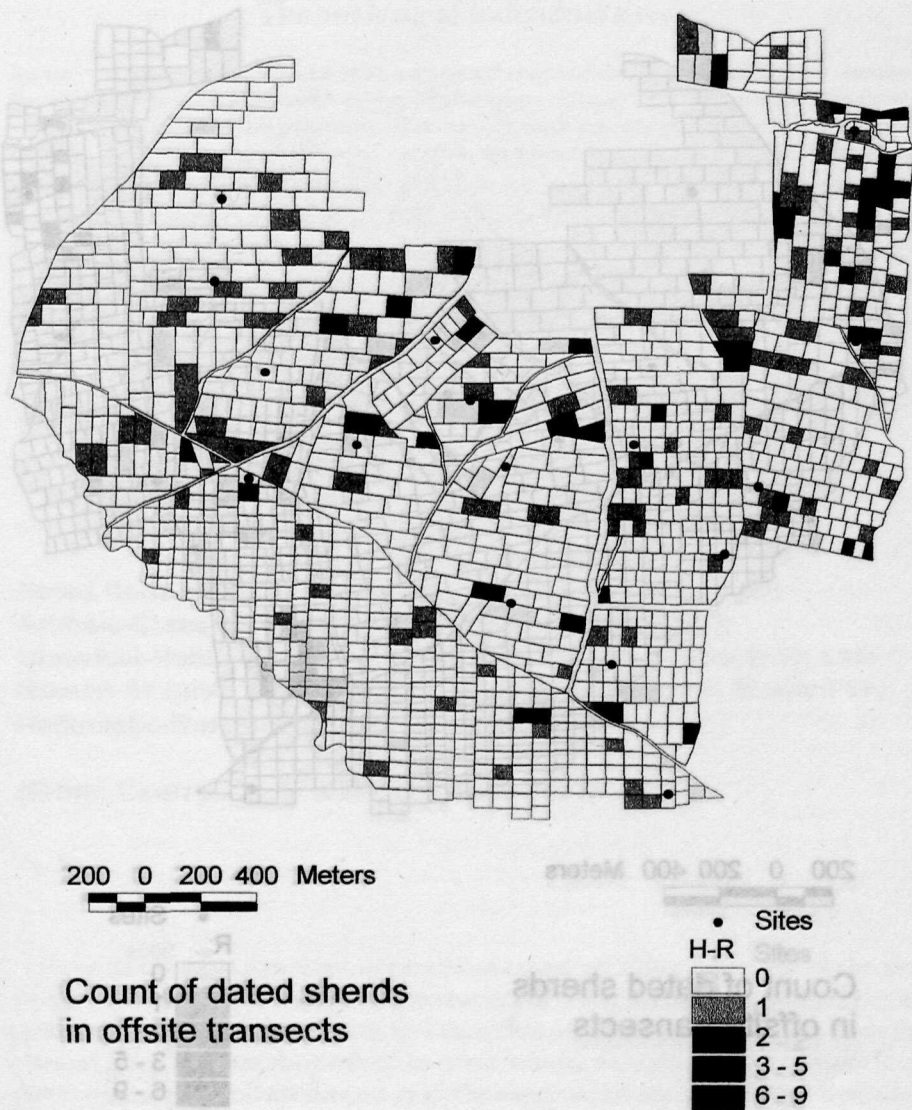 200 0 200 400 Meters
Count of dated sherds
in offsite transects
Sites
H-R
0
1
2
3 - 5
6 - 9